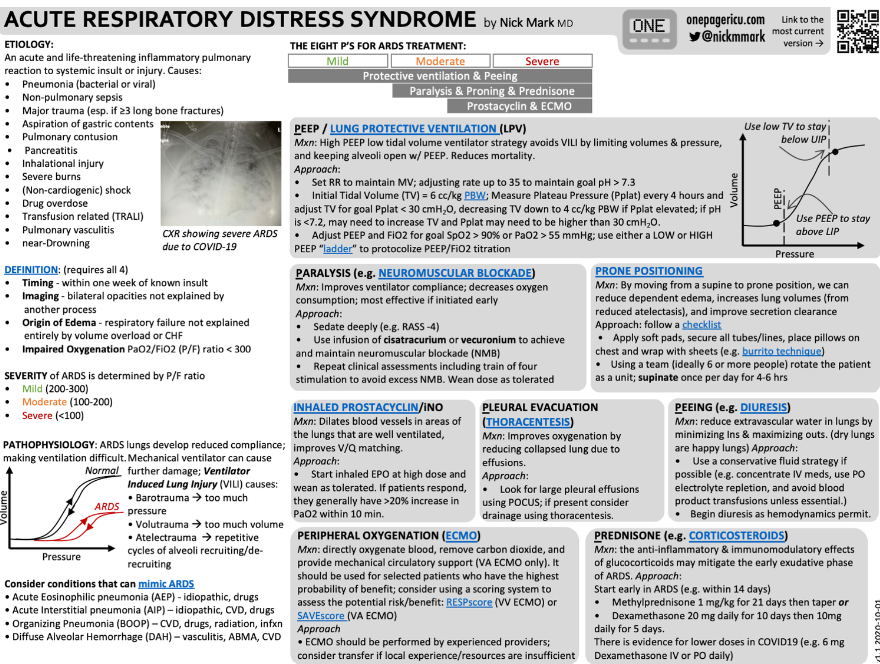 ACUTE RESPIRATORY DISTRESS SYNDROME by Nick Mark MD
ONE
onepagericu.com
@nickmmark
Link to the
most current
version →
ETIOLOGY:
An acute and life-threatening inflammatory pulmonary
reaction to systemic insult or injury. Causes:
• Pneumonia (bacterial or viral)
• Non-pulmonary sepsis
• Major trauma (esp. if ≥3 long bone fractures)
• Aspiration of gastric contents
• Pulmonary contusion
• Pancreatitis
• Inhalational injury
• Severe burns
• (Non-cardiogenic) shock
• Drug overdose
• Transfusion related (TRALI)
• Pulmonary vasculitis
• near-Drowning
CXR showing severe ARDS
due to COVID-19
DEFINITION: (requires all 4)
• Timing - within one week of known insult
• Imaging - bilateral opacities not explained by
another process
• Origin of Edema - respiratory failure not explained
entirely by volume overload or CHF
• Impaired Oxygenation PaO2/FiO2 (P/F) ratio < 300
SEVERITY of ARDS is determined by P/F ratio
• Mild (200-300)
• Moderate (100-200)
• Severe (<100)
PATHOPHYSIOLOGY: ARDS lungs develop reduced compliance;
making ventilation difficult. Mechanical ventilator can cause
further damage; Ventilator
Induced Lung Injury (VILI) causes:
• Barotrauma → too much
pressure
• Volutrauma → too much volume
• Atelectrauma → repetitive
cycles of alveoli recruiting/de-
recruiting
Normal
ARDS
Volume
Pressure
Consider conditions that can mimic ARDS
• Acute Eosinophilic pneumonia (AEP) - idiopathic, drugs
• Acute Interstitial pneumonia (AIP) – idiopathic, CVD, drugs
• Organizing Pneumonia (BOOP) – CVD, drugs, radiation, infxn
• Diffuse Alveolar Hemorrhage (DAH) – vasculitis, ABMA, CVD
THE EIGHT P'S FOR ARDS TREATMENT:
Mild Moderate Severe
Protective ventilation & Peeing
Paralysis & Proning & Prednisone
Prostacyclin & ECMO
PEEP / LUNG PROTECTIVE VENTILATION (LPV)
Mxn: High PEEP low tidal volume ventilator strategy avoids VILI by limiting volumes & pressure,
and keeping alveoli open w/ PEEP. Reduces mortality.
Approach:
• Set RR to maintain MV; adjusting rate up to 35 to maintain goal pH > 7.3
• Initial Tidal Volume (TV) = 6 cc/kg PBW; Measure Plateau Pressure (Pplat) every 4 hours and
adjust TV for goal Pplat < 30 cmH₂O, decreasing TV down to 4 cc/kg PBW if Pplat elevated; if pH
is <7.2, may need to increase TV and Pplat may need to be higher than 30 cmH₂O.
• Adjust PEEP and FiO2 for goal SpO2 > 90% or PaO2 > 55 mmHg; use either a LOW or HIGH
PEEP "ladder" to protocolize PEEP/FiO2 titration
Use low TV to stay
below UIP
Volume
PEEP
Use PEEP to stay
above LIP
Pressure
PARALYSIS (e.g. NEUROMUSCULAR BLOCKADE)
Mxn: Improves ventilator compliance; decreases oxygen
consumption; most effective if initiated early
Approach:
• Sedate deeply (e.g. RASS -4)
• Use infusion of cisatracurium or vecuronium to achieve
and maintain neuromuscular blockade (NMB)
• Repeat clinical assessments including train of four
stimulation to avoid excess NMB. Wean dose as tolerated
PRONE POSITIONING
Mxn: By moving from a supine to prone position, we can
reduce dependent edema, increases lung volumes (from
reduced atelectasis), and improve secretion clearance
Approach: follow a checklist
• Apply soft pads, secure all tubes/lines, place pillows on
chest and wrap with sheets (e.g. burrito technique)
• Using a team (ideally 6 or more people) rotate the patient
as a unit; supinate once per day for 4-6 hrs
INHALED PROSTACYCLIN/iNO
Mxn: Dilates blood vessels in areas of
the lungs that are well ventilated,
improves V/Q matching.
Approach:
• Start inhaled EPO at high dose and
wean as tolerated. If patients respond,
they generally have >20% increase in
PaO2 within 10 min.
PLEURAL EVACUATION
(THORACENTESIS)
Mxn: Improves oxygenation by
reducing collapsed lung due to
effusions.
Approach:
• Look for large pleural effusions
using POCUS; if present consider
drainage using thoracentesis.
PEEING (e.g. DIURESIS)
Mxn: reduce extravascular water in lungs by
minimizing Ins & maximizing outs. (dry lungs
are happy lungs) Approach:
• Use a conservative fluid strategy if
possible (e.g. concentrate IV meds, use PO
electrolyte repletion, and avoid blood
product transfusions unless essential.)
• Begin diuresis as hemodynamics permit.
PERIPHERAL OXYGENATION (ECMO)
Mxn: directly oxygenate blood, remove carbon dioxide, and
provide mechanical circulatory support (VA ECMO only). It
should be used for selected patients who have the highest
probability of benefit; consider using a scoring system to
assess the potential risk/benefit: RESPscore (VV ECMO) or
SAVEscore (VA ECMO)
Approach
• ECMO should be performed by experienced providers;
consider transfer if local experience/resources are insufficient
PREDNISONE (e.g. CORTICOSTEROIDS)
Mxn: the anti-inflammatory & immunomodulatory effects
of glucocorticoids may mitigate the early exudative phase
of ARDS. Approach:
Start early in ARDS (e.g. within 14 days)
• Methylprednisone 1 mg/kg for 21 days then taper or
• Dexamethasone 20 mg daily for 10 days then 10mg
daily for 5 days.
There is evidence for lower doses in COVID19 (e.g. 6 mg
Dexamethasone IV or PO daily)
v1.1 2020-10-01